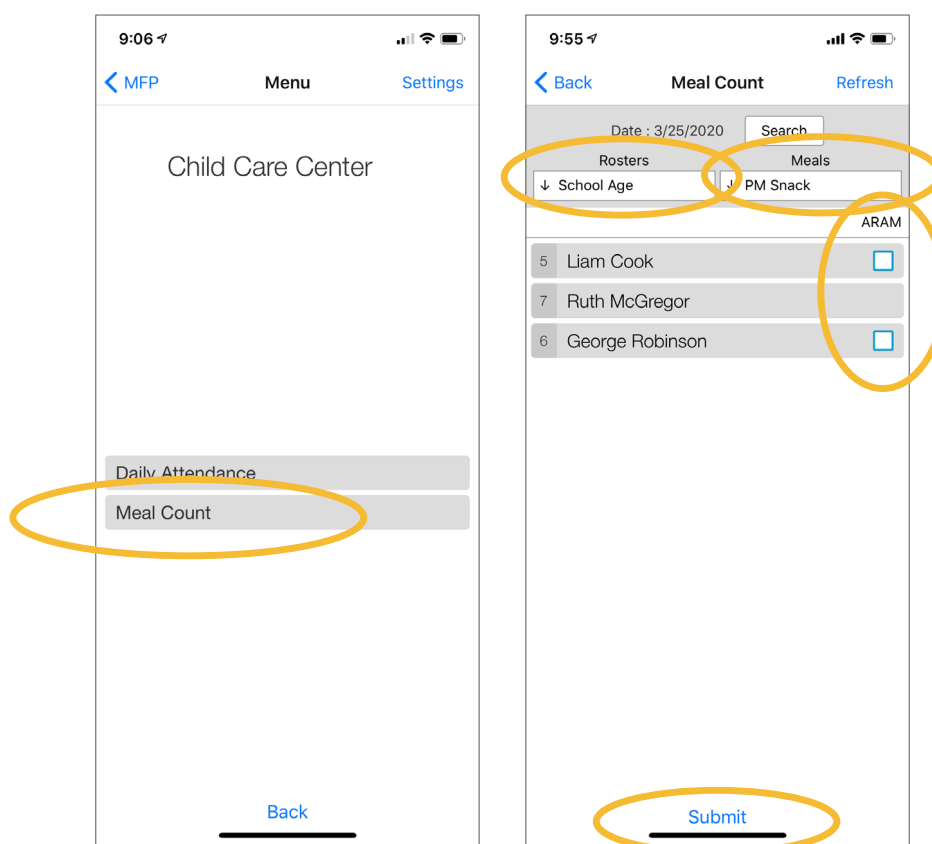 9:06
MFP Menu Settings
Child Care Center
Daily Attendance
Meal Count
Back
9:55
Back Meal Count Refresh
Date : 3/25/2020 Search
Rosters Meals
↓ School Age ↓ PM Snack
ARAM
5 Liam Cook
7 Ruth McGregor
6 George Robinson
Submit